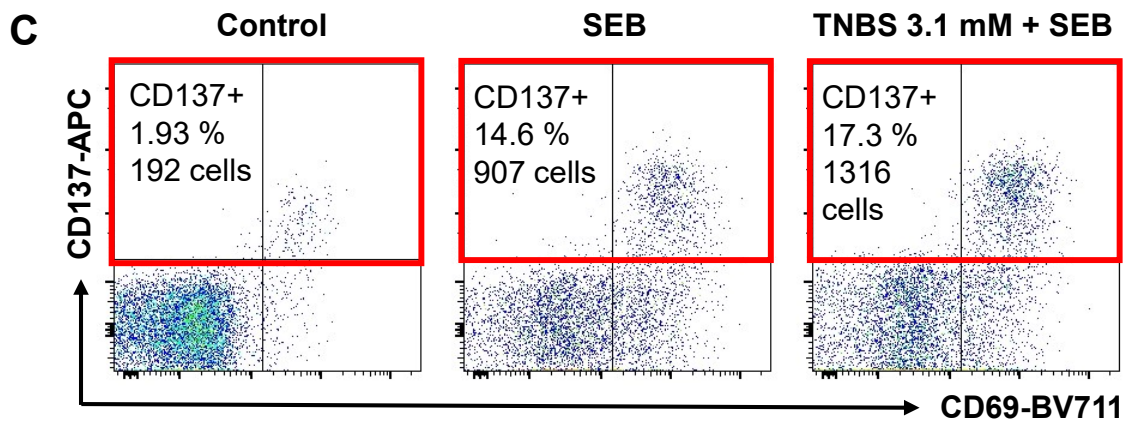 C
Control
SEB
TNBS 3.1 mM + SEB
CD137-APC
CD137+
1.93 %
192 cells
CD137+
14.6 %
907 cells
CD137+
17.3 %
1316
cells
CD69-BV711